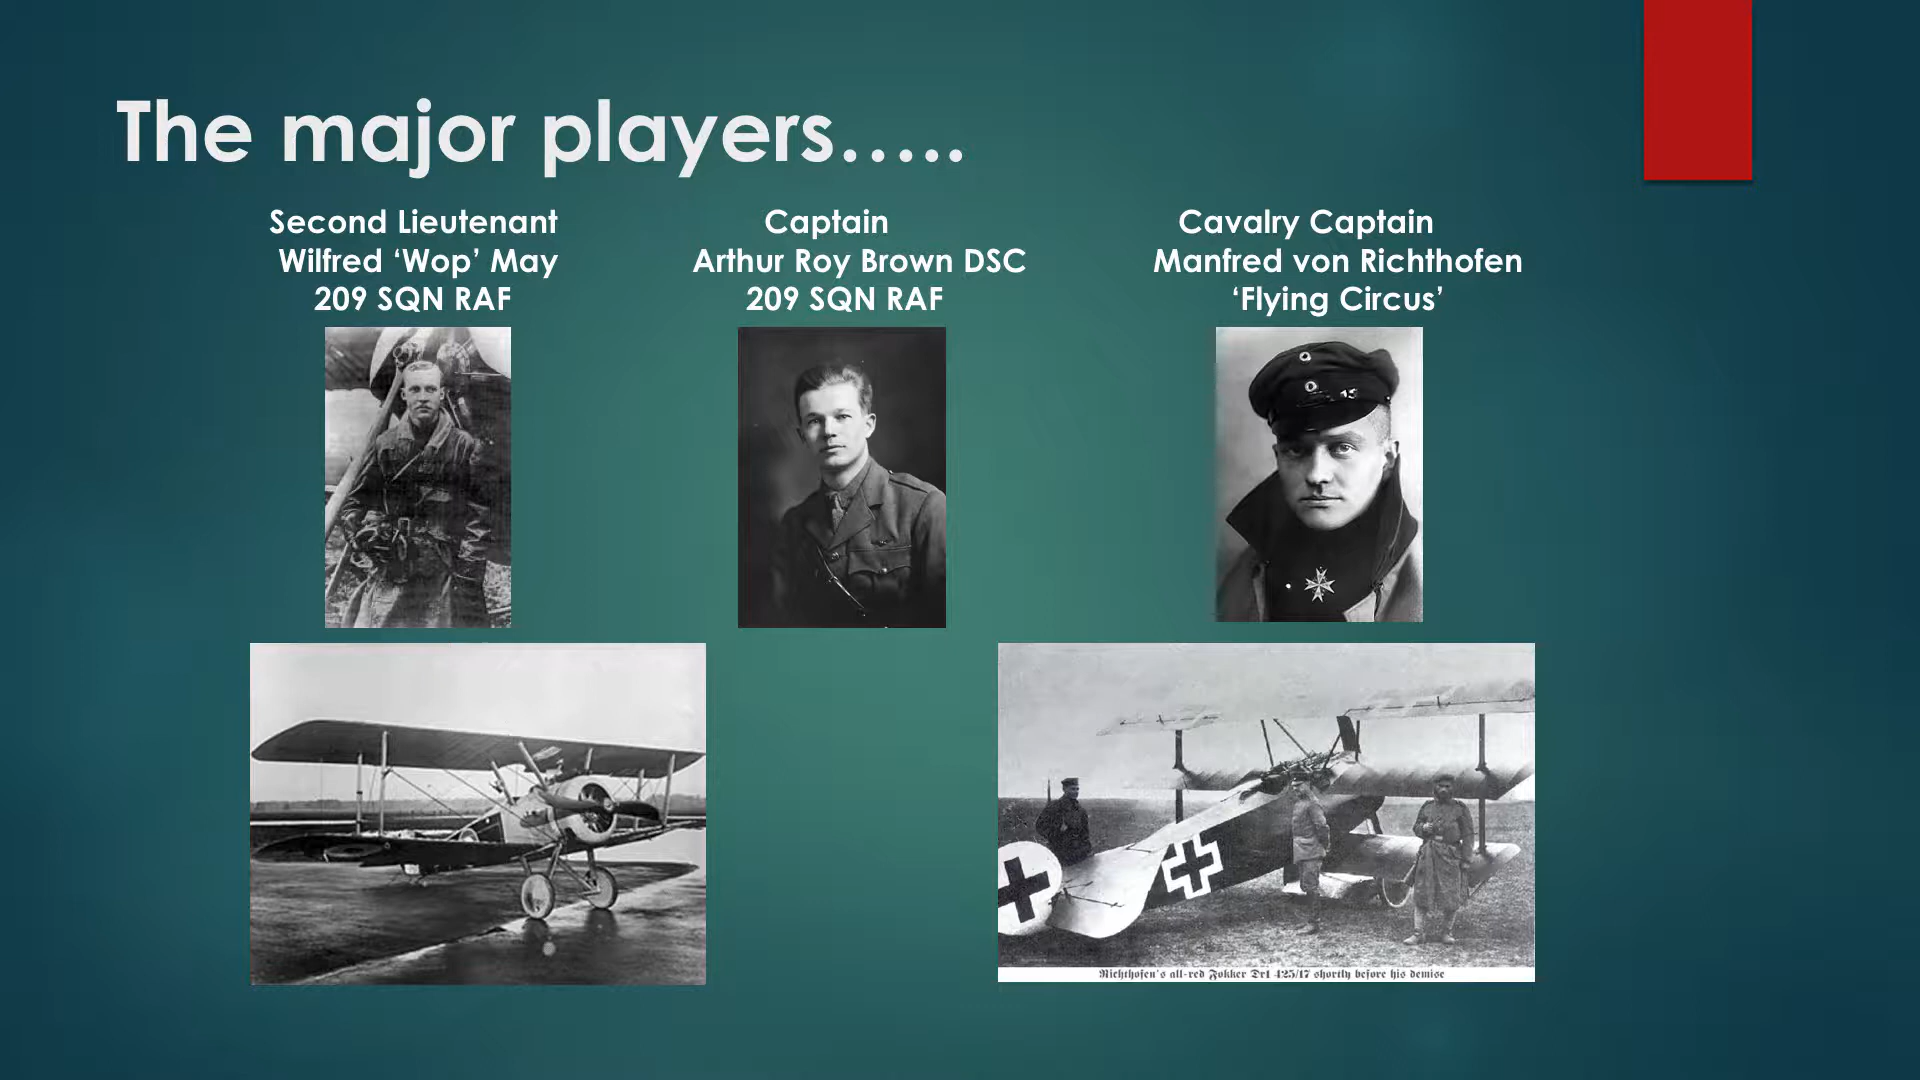 The major players…..
Second Lieutenant
Wilfred ‘Wop’ May
209 SQN RAF
Captain
Arthur Roy Brown DSC
209 SQN RAF
Cavalry Captain
Manfred von Richthofen
‘Flying Circus’
Richthofen's all-red Fokker Dr1 425/17 shortly before his demise